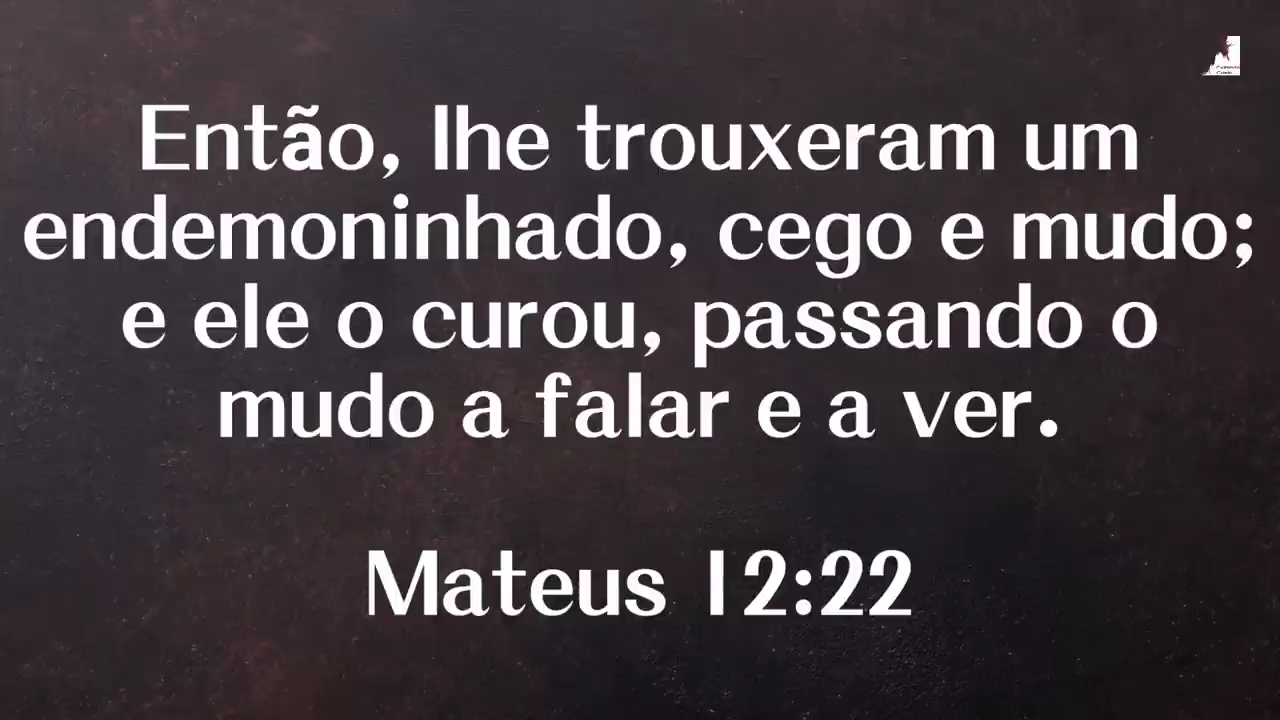 Então, lhe trouxeram um
endemoninhado, cego e mudo;
e ele o curou, passando o
mudo a falar e a ver.
Mateus 12:22